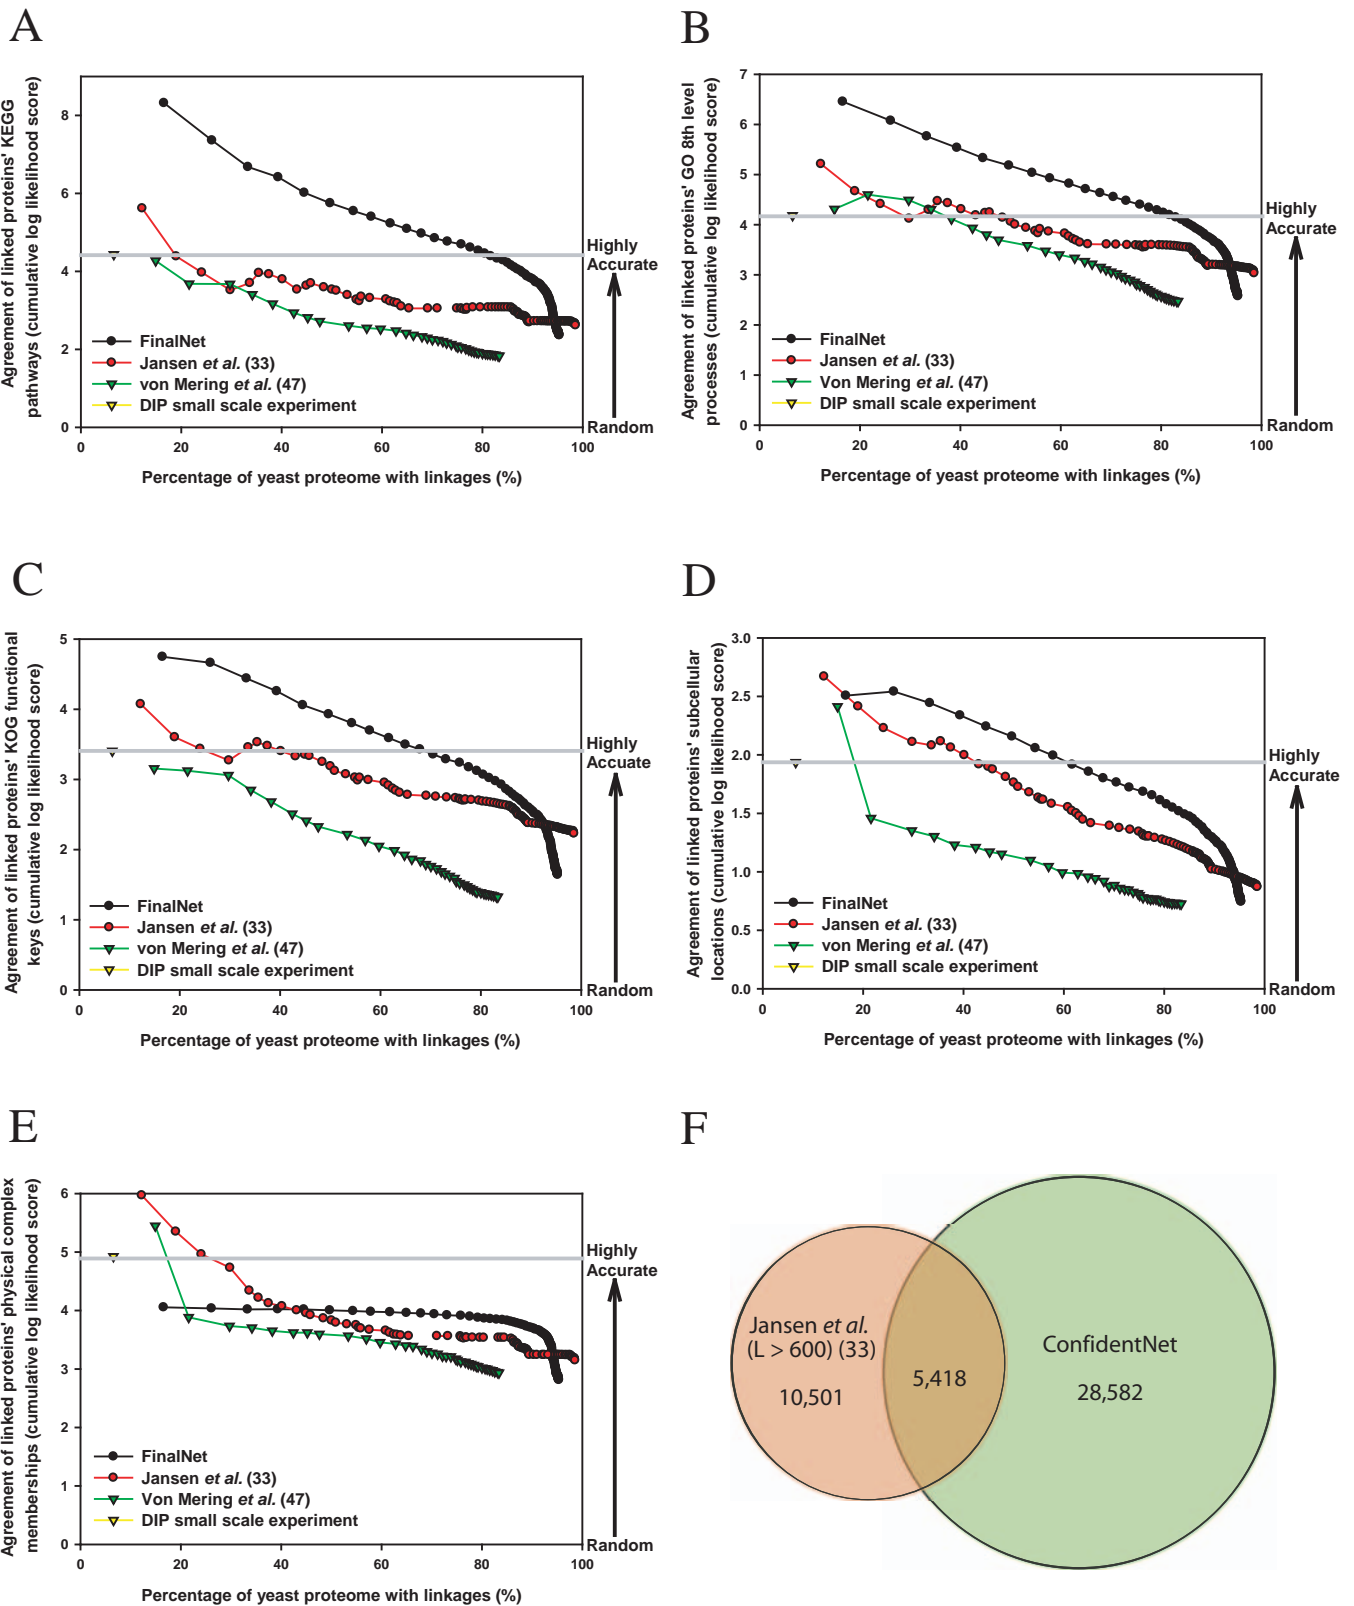 A
Agreement of linked proteins' KEGG
pathways (cumulative log likelihood score)
8
6
4
2
0
Highly
Accurate
Random
FinalNet
Jansen et al. (33)
von Mering et al. (47)
DIP small scale experiment
0 20 40 60 80 100
Percentage of yeast proteome with linkages (%)
B
Agreement of linked proteins' GO 8th level
processes (cumulative log likelihood score)
7
6
5
4
3
2
1
0
Highly
Accurate
Random
FinalNet
Jansen et al. (33)
Von Mering et al. (47)
DIP small scale experiment
0 20 40 60 80 100
Percentage of yeast proteome with linkages (%)
C
Agreement of linked proteins' KOG functional
keys (cumulative log likelihood score)
5
4
3
2
1
0
Highly
Accuate
Random
FinalNet
Jansen et al. (33)
von Mering et al. (47)
DIP small scale experiment
0 20 40 60 80 100
Percentage of yeast proteome with linkages (%)
D
Agreement of linked proteins' subcellular
locations (cumulative log likelihood score)
3.0
2.5
2.0
1.5
1.0
0.5
0.0
Highly
Accurate
Random
FinalNet
Jansen et al. (33)
von Mering et al. (47)
DIP small scale experiment
0 20 40 60 80 100
Percentage of yeast proteome with linkages (%)
E
Agreement of linked proteins' physical complex
memberships (cumulative log likelihood score)
6
5
4
3
2
1
0
Highly
Accurate
Random
FinalNet
Jansen et al. (33)
Von Mering et al. (47)
DIP small scale experiment
0 20 40 60 80 100
Percentage of yeast proteome with linkages (%)
F
Jansen et al.
(L > 600) (33)
10,501
5,418
ConfidentNet
28,582